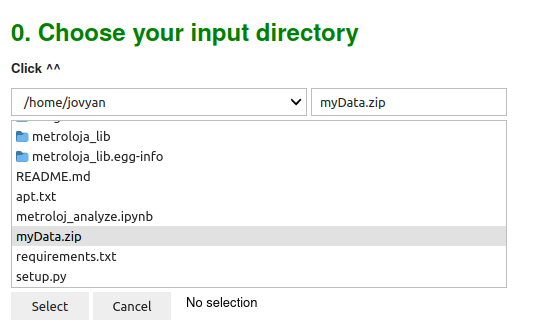 0. Choose your input directory
Click ^^
/home/jovyan myData.zip
metroloja_lib
metroloja_lib.egg-info
README.md
apt.txt
metroloj_analyze.ipynb
myData.zip
requirements.txt
setup.py
Select Cancel No selection